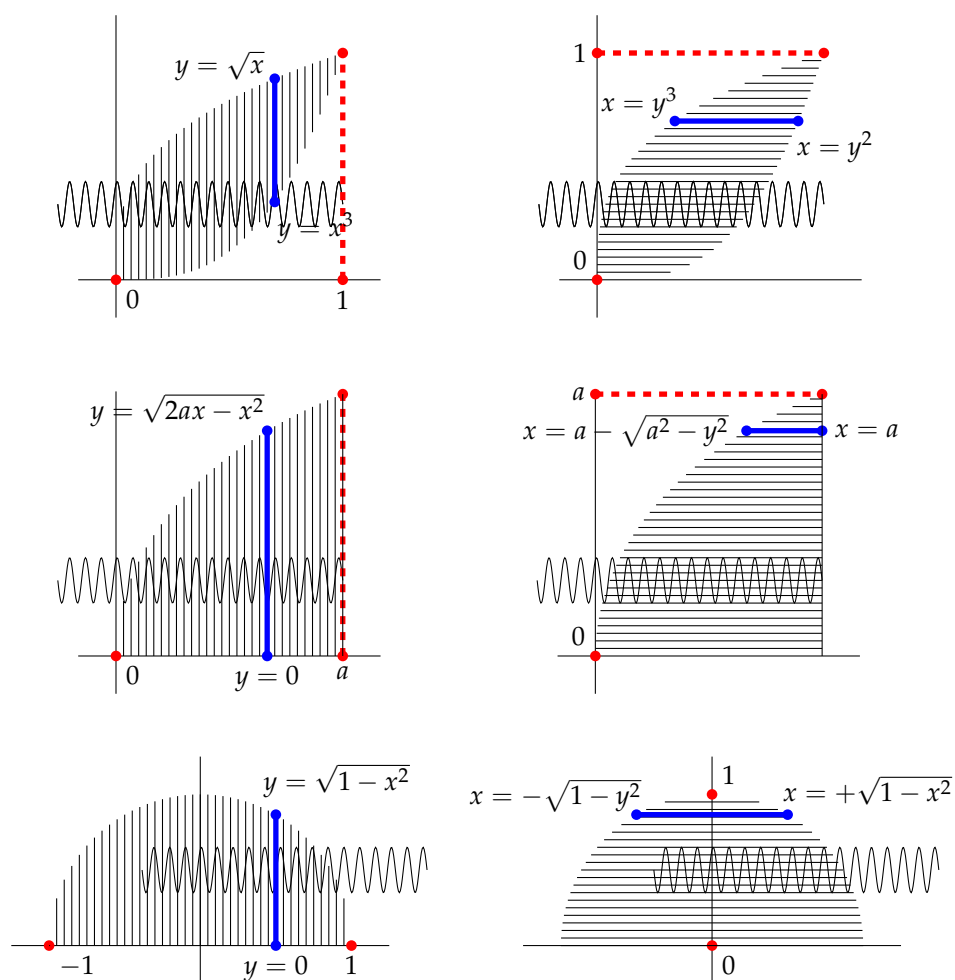 y = √x
y = x³
0
1
1
x = y³
x = y²
0
y = √(2ax − x²)
0
y = 0
a
a
x = a − √(a² − y²)
x = a
0
y = √(1 − x²)
−1
y = 0
1
1
x = −√(1 − y²)
x = +√(1 − x²)
0